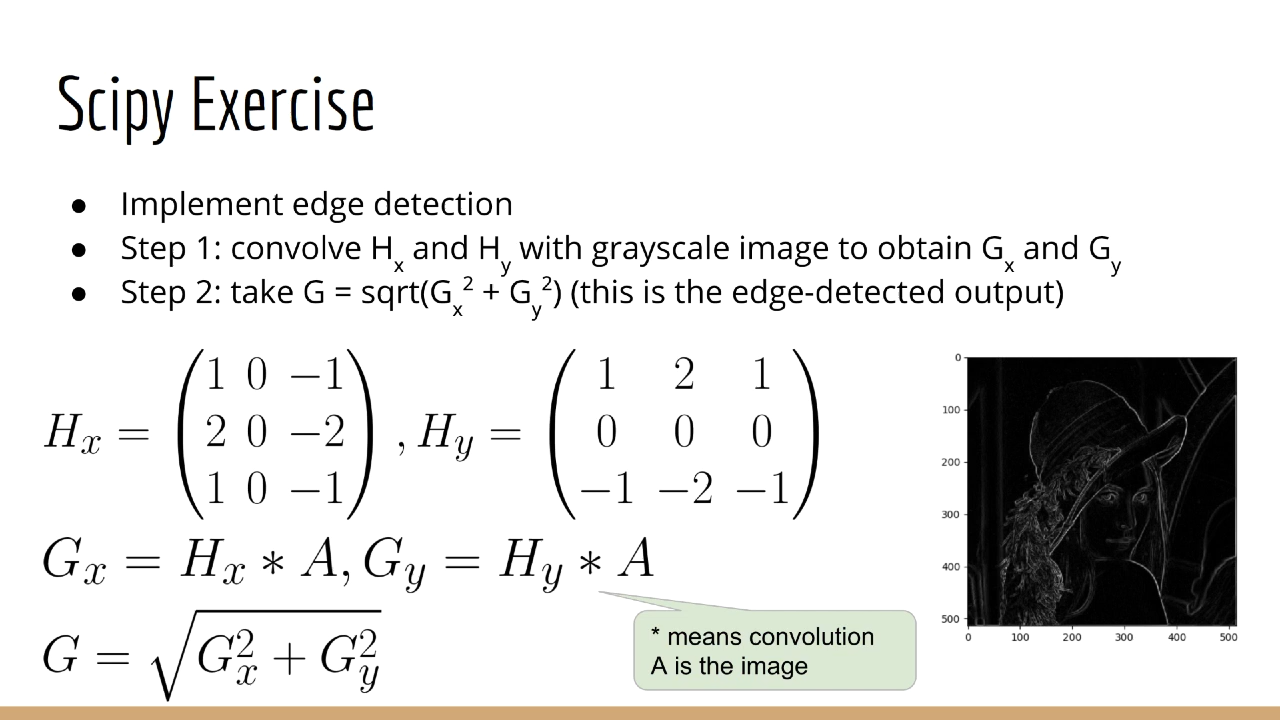 Scipy Exercise
● Implement edge detection
● Step 1: convolve Hx and Hy with grayscale image to obtain Gx and Gy
● Step 2: take G = sqrt(Gx² + Gy²) (this is the edge-detected output)
Hx = (1 0 −1
2 0 −2
1 0 −1), Hy = (1 2 1
0 0 0
−1 −2 −1)
Gx = Hx * A, Gy = Hy * A
G = √(Gx² + Gy²)
* means convolution
A is the image
0
100
200
300
400
500
0 100 200 300 400 500